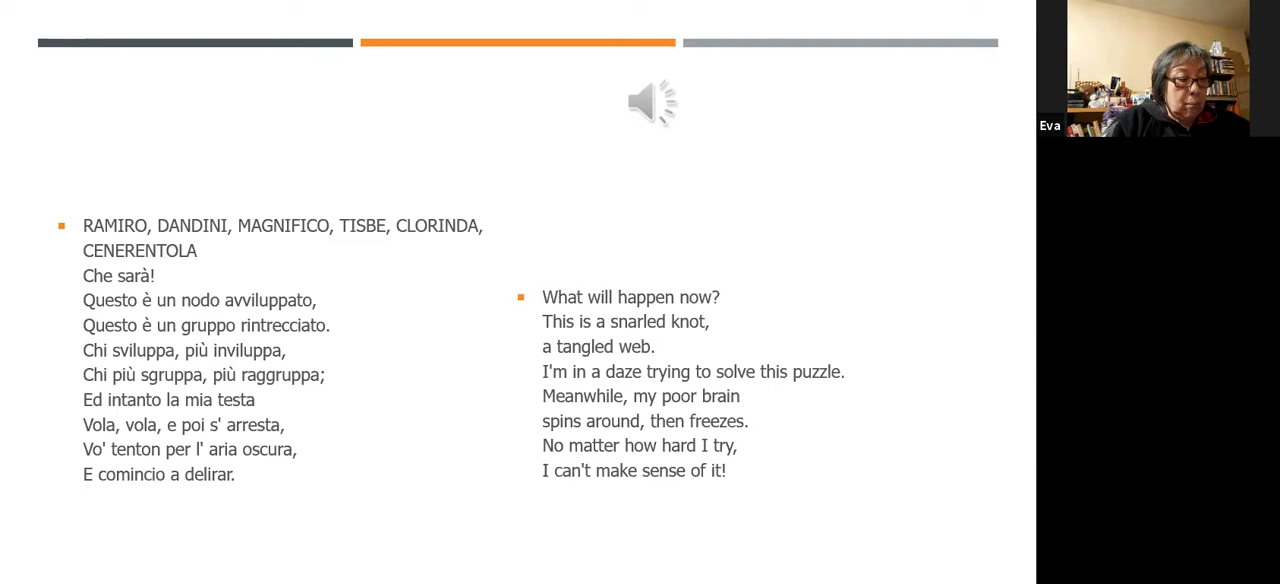 RAMIRO, DANDINI, MAGNIFICO, TISBE, CLORINDA,
CENERENTOLA
Che sarà!
Questo è un nodo avviluppato,
Questo è un gruppo rintrecciato.
Chi sviluppa, più inviluppa,
Chi più sgruppa, più raggruppa;
Ed intanto la mia testa
Vola, vola, e poi s' arresta,
Vo' tenton per l' aria oscura,
E comincio a delirar.
What will happen now?
This is a snarled knot,
a tangled web.
I'm in a daze trying to solve this puzzle.
Meanwhile, my poor brain
spins around, then freezes.
No matter how hard I try,
I can't make sense of it!
Eva